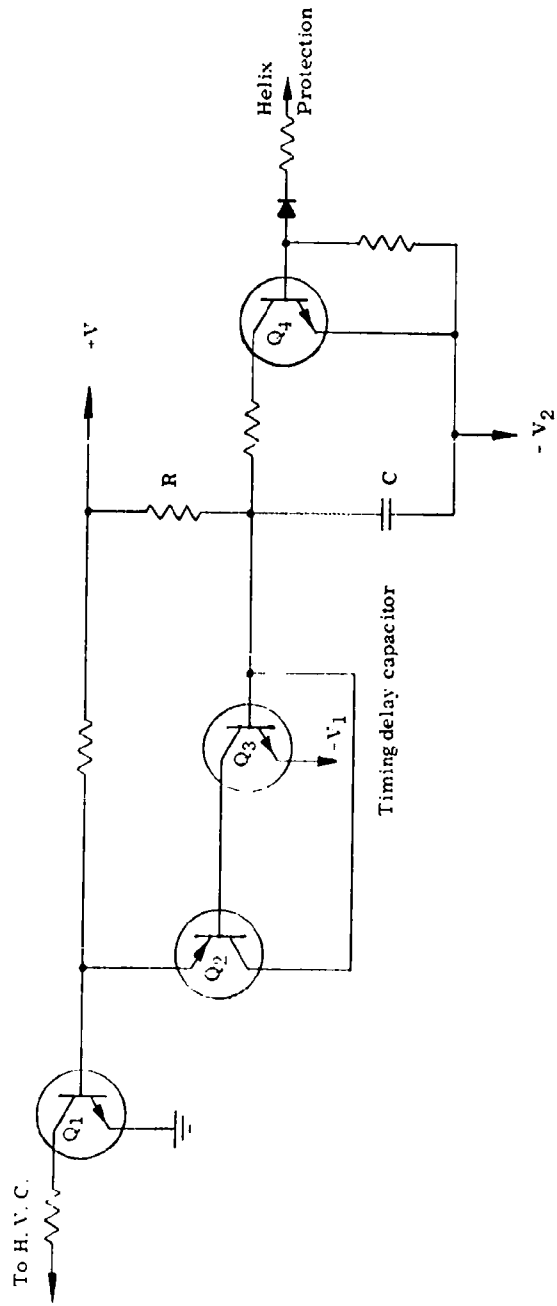 To H. V. C.
Q1
Q2
Q3
-V1
Timing delay capacitor
+V
R
C
Q4
- V2
Helix
Protection